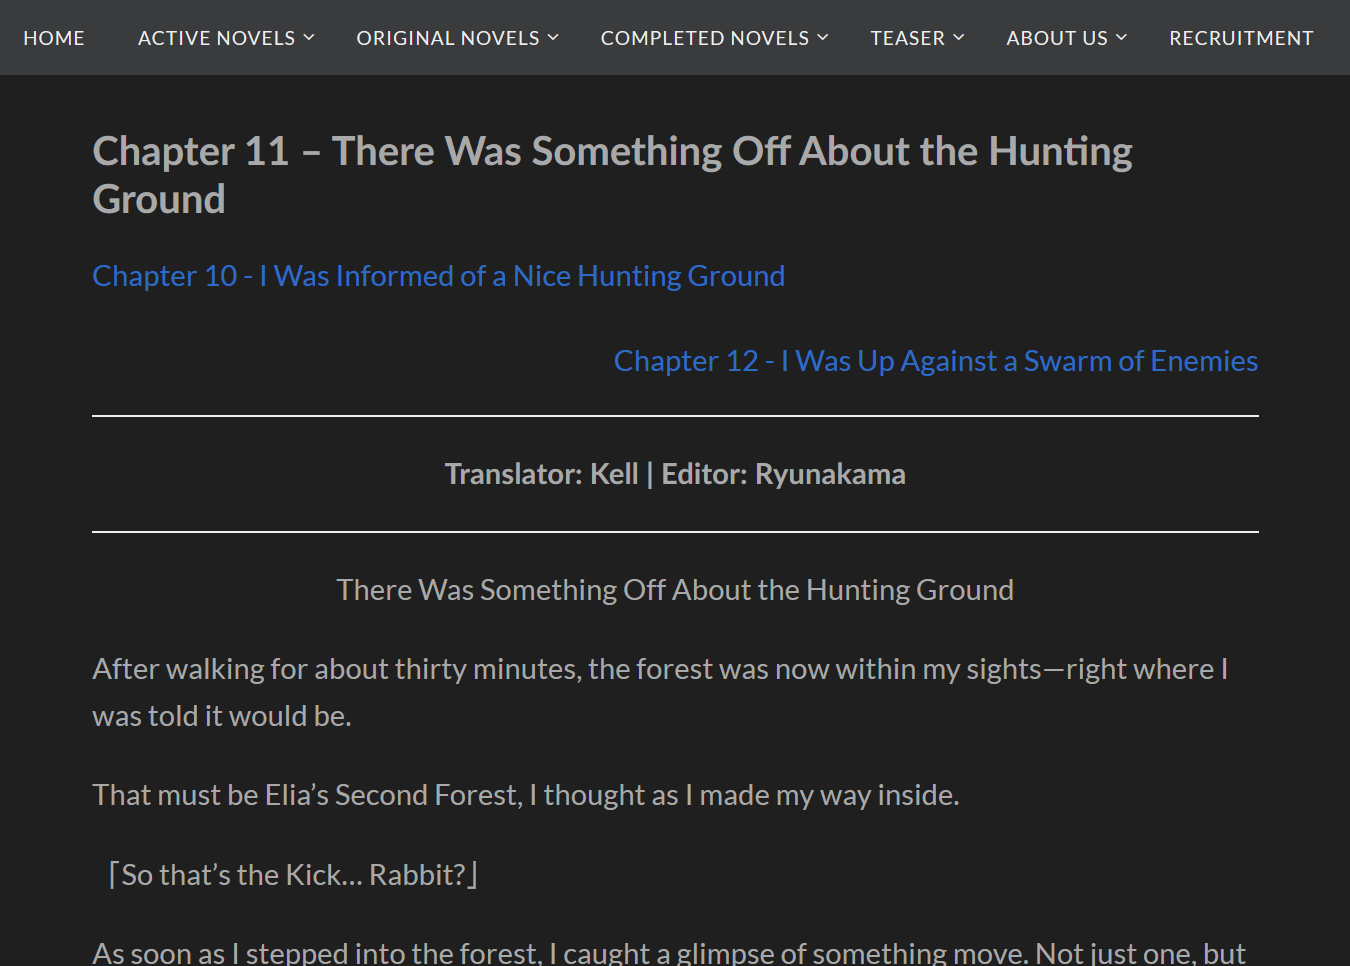 HOME ACTIVE NOVELS ORIGINAL NOVELS COMPLETED NOVELS TEASER ABOUT US RECRUITMENT
Chapter 11 – There Was Something Off About the Hunting
Ground
Chapter 10 - I Was Informed of a Nice Hunting Ground
Chapter 12 - I Was Up Against a Swarm of Enemies
Translator: Kell | Editor: Ryunakama
There Was Something Off About the Hunting Ground
After walking for about thirty minutes, the forest was now within my sights—right where I
was told it would be.
That must be Elia’s Second Forest, I thought as I made my way inside.
「So that’s the Kick… Rabbit?」
As soon as I stepped into the forest, I caught a glimpse of something move. Not just one, but